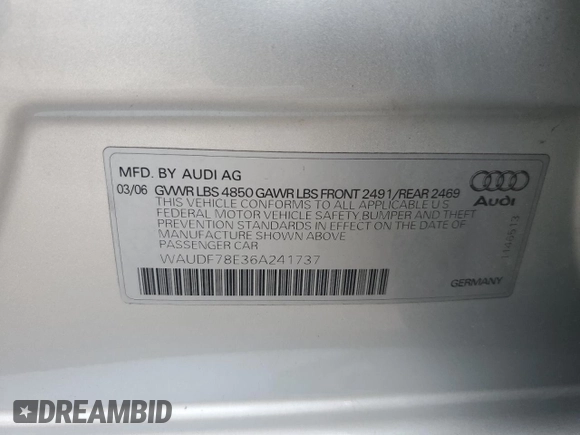 MFD. BY AUDI AG
03/06 GVWR LBS 4850 GAWR LBS FRONT 2491/REAR 2469
THIS VEHICLE CONFORMS TO ALL APPLICABLE U S
FEDERAL MOTOR VEHICLE SAFETY,BUMPER AND THEFT
PREVENTION STANDARDS IN EFFECT ON THE DATE OF
MANUFACTURE SHOWN ABOVE
PASSENGER CAR
WAUDF78E36A241737
Audi
GERMANY
DREAMBID